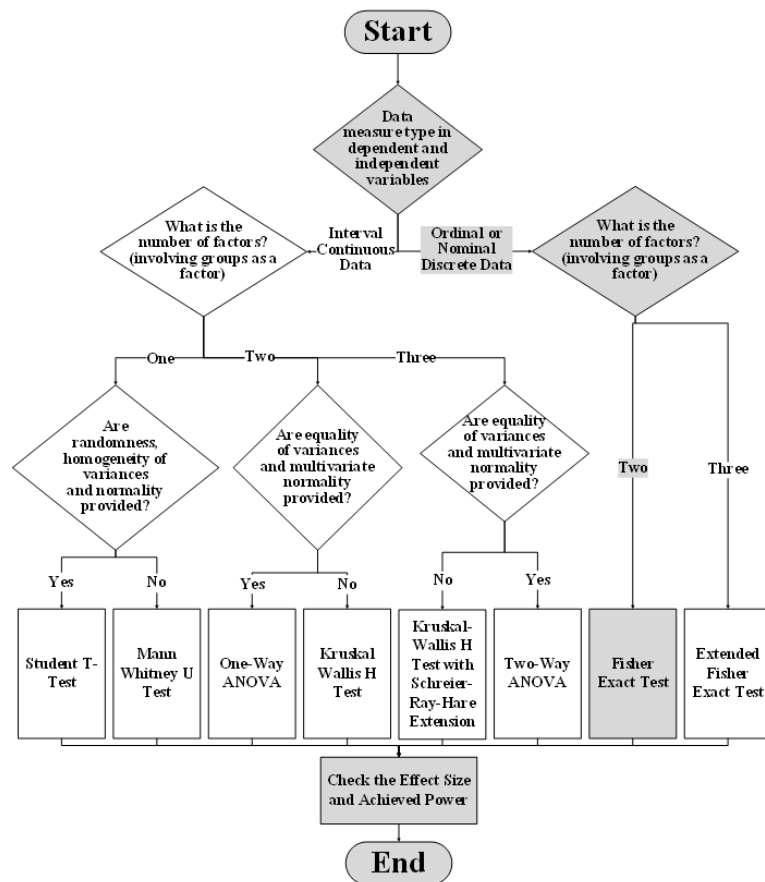 Start
Data
measure type in
dependent and
independent
variables
What is the
number of factors?
(involving groups as a
factor)
Interval
Continuous
Data
Ordinal or
Nominal
Discrete Data
What is the
number of factors?
(involving groups as a
factor)
One
Two
Three
Are
randomness,
homogeneity of
variances
and normality
provided?
Are equality
of variances
and multivariate
normality
provided?
Are equality
of variances
and multivariate
normality
provided?
Two
Three
Yes
No
Yes
No
No
Yes
Student T-
Test
Mann
Whitney U
Test
One-Way
ANOVA
Kruskal
Wallis H
Test
Kruskal-
Wallis H
Test with
Schreier-
Ray-Hare
Extension
Two-Way
ANOVA
Fisher
Exact Test
Extended
Fisher
Exact Test
Check the Effect Size
and Achieved Power
End